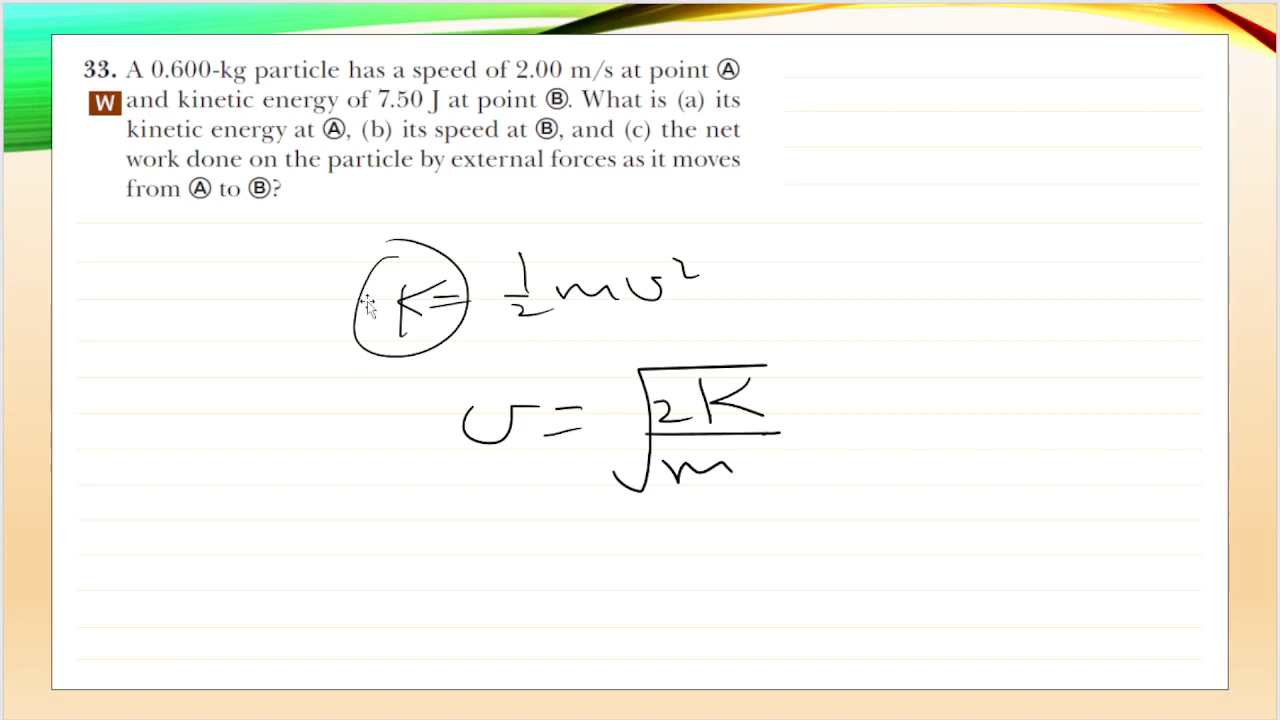 33. A 0.600-kg particle has a speed of 2.00 m/s at point Ⓐ
W and kinetic energy of 7.50 J at point Ⓑ. What is (a) its
kinetic energy at Ⓐ, (b) its speed at Ⓑ, and (c) the net
work done on the particle by external forces as it moves
from Ⓐ to Ⓑ?
K = 1/2 mv²
v = √(2K/m)